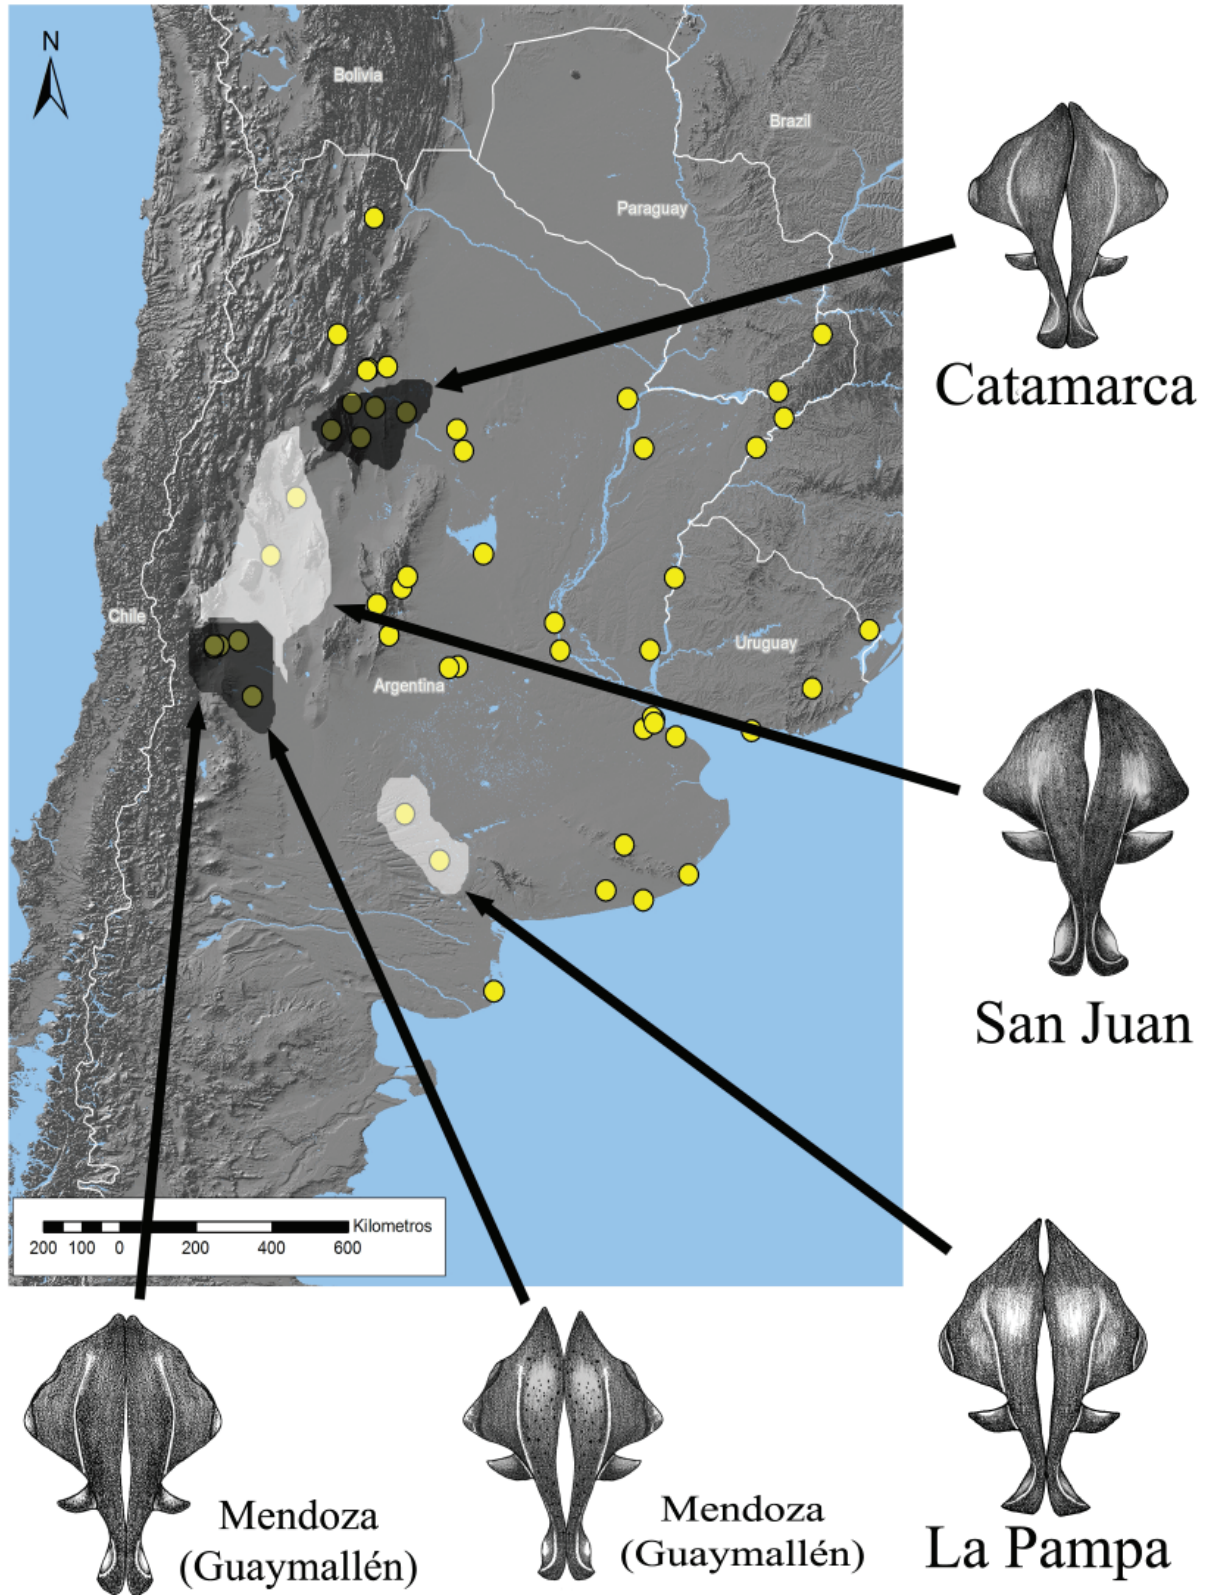 N
Bolivia
Brazil
Paraguay
Catamarca
Chile
Uruguay
Argentina
San Juan
Kilometros
200 100 0 200 400 600
Mendoza
(Guaymallén)
Mendoza
(Guaymallén)
La Pampa